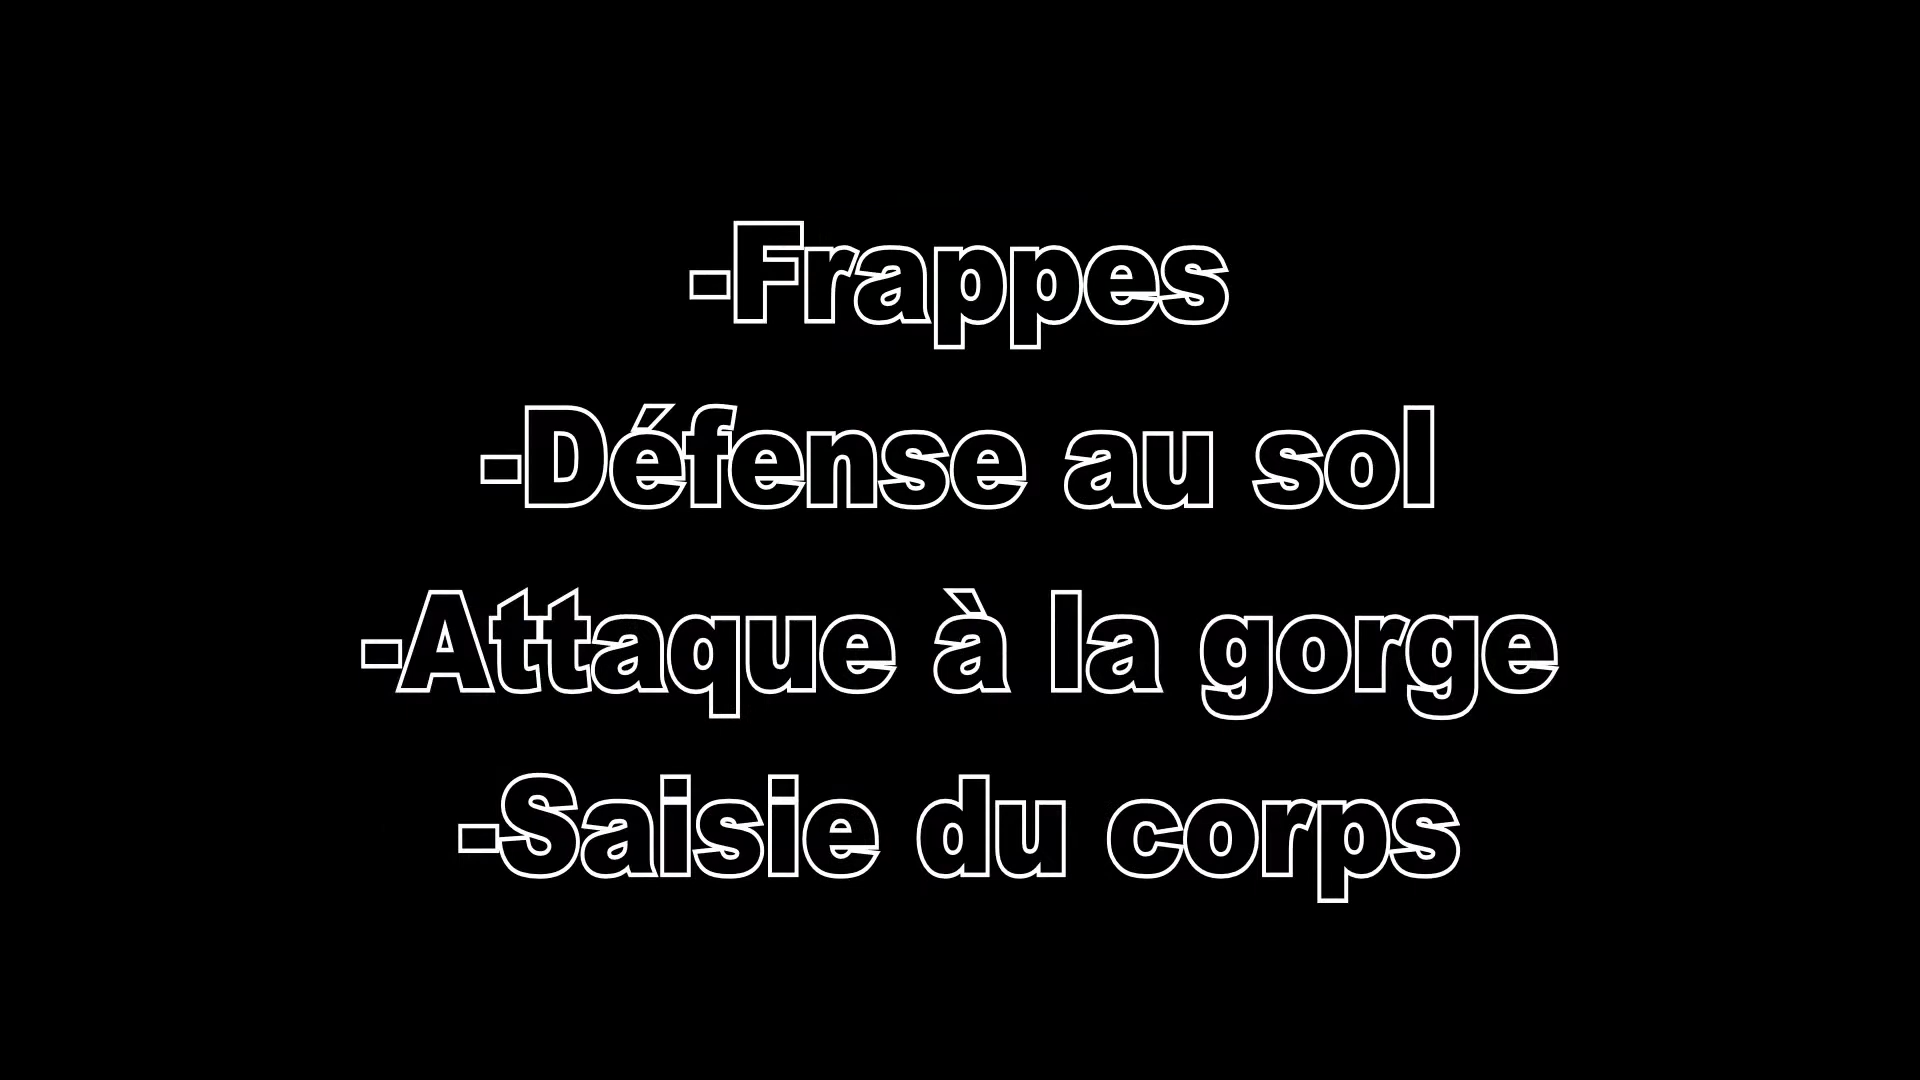 -Frappes
-Défense au sol
-Attaque à la gorge
-Saisie du corps